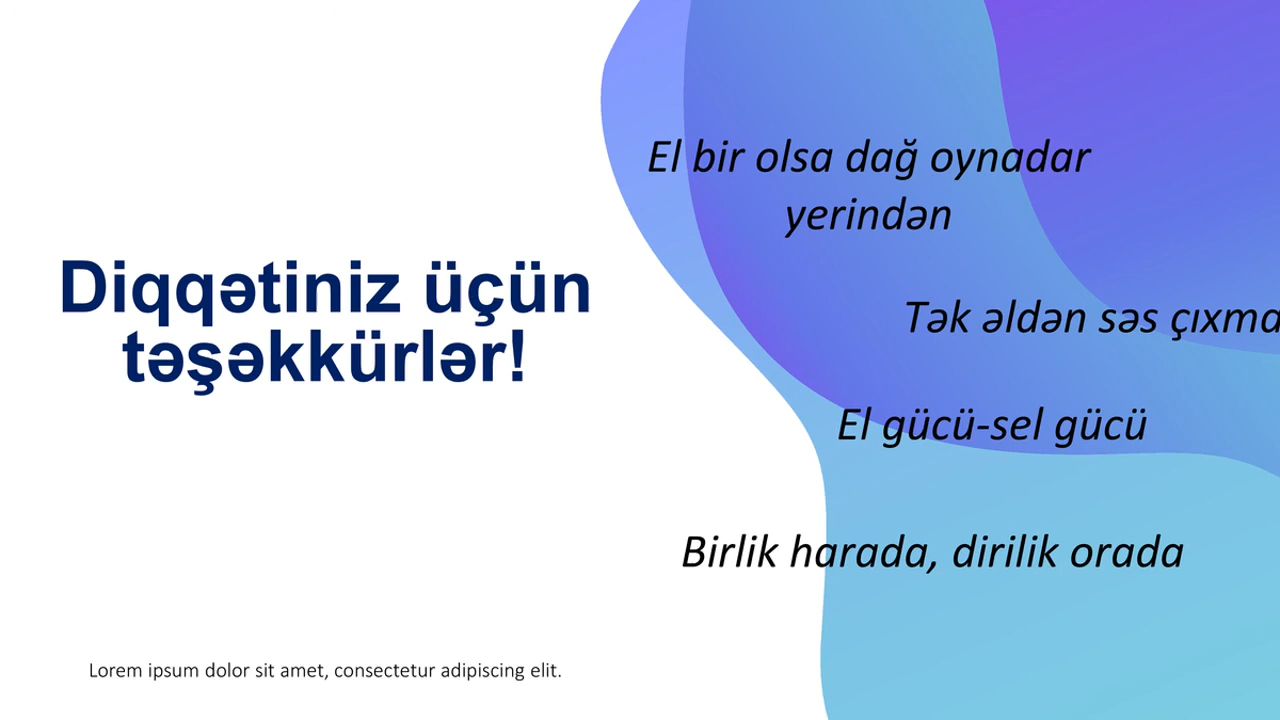 Diqqətiniz üçün
təşəkkürlər!
El bir olsa dağ oynadar
yerindən
Tək əldən səs çıxma
El gücü-sel gücü
Birlik harada, dirilik orada
Lorem ipsum dolor sit amet, consectetur adipiscing elit.